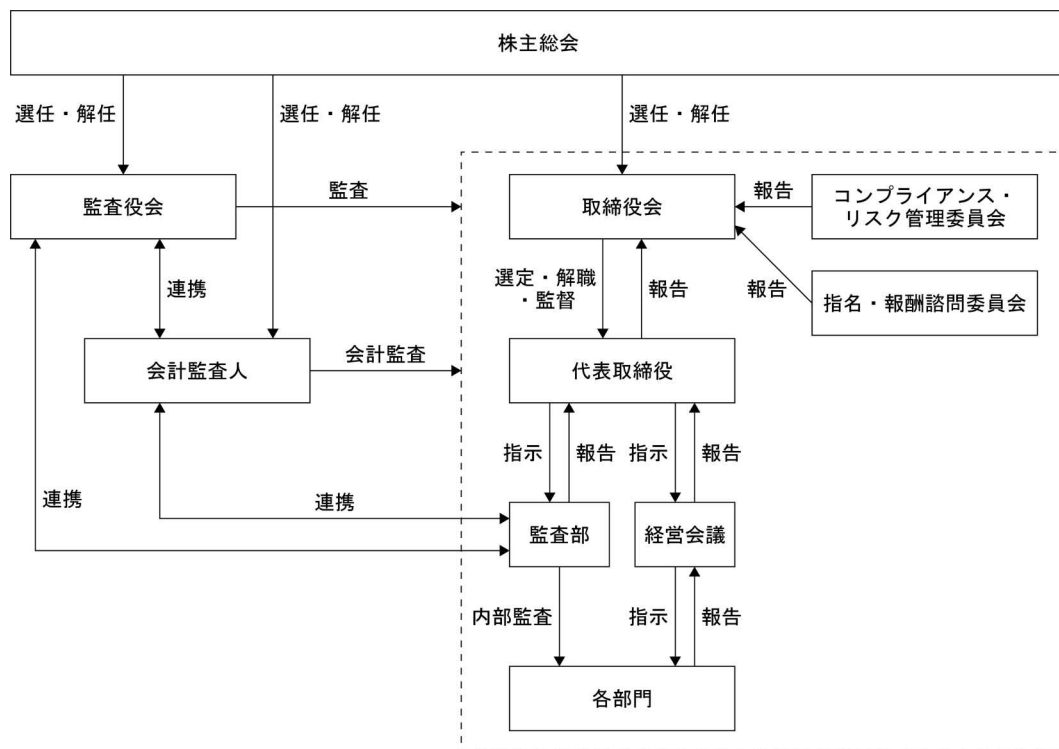 株主総会
選任・解任
選任・解任
選任・解任
監査役会
監査
取締役会
報告
コンプライアンス・
リスク管理委員会
連携
選定・解職
・監督
報告
報告
指名・報酬諮問委員会
会計監査人
会計監査
代表取締役
指示
報告
指示
報告
連携
連携
監査部
経営会議
内部監査
指示
報告
各部門